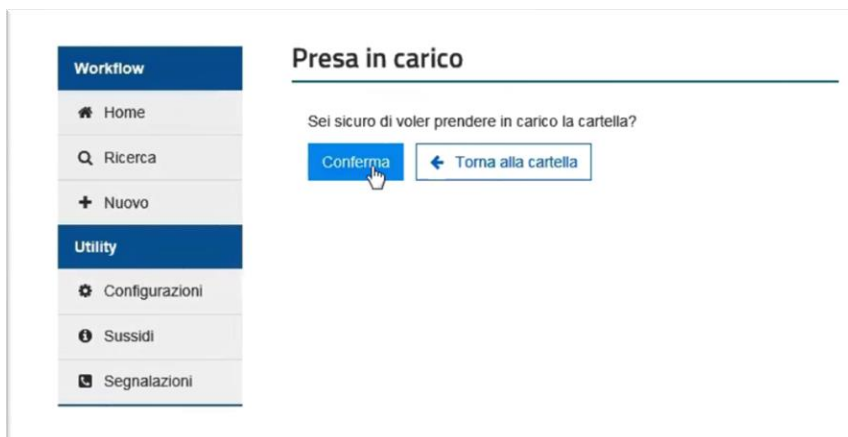 Workflow
Home
Ricerca
Nuovo
Utility
Configurazioni
Sussidi
Segnalazioni
Presa in carico
Sei sicuro di voler prendere in carico la cartella?
Conferma
Torna alla cartella